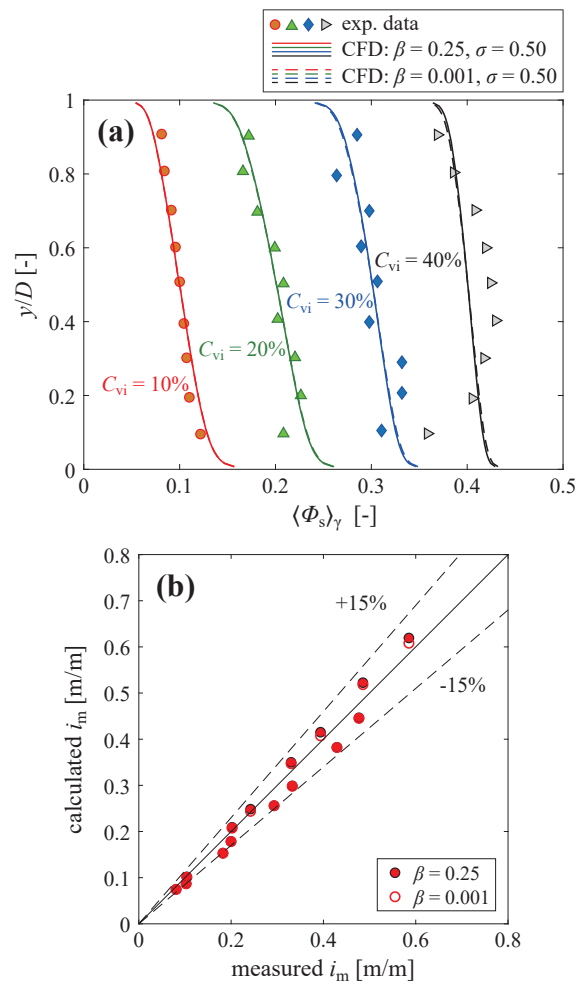 exp. data
CFD: β = 0.25, σ = 0.50
CFD: β = 0.001, σ = 0.50
(a)
1
0.8
0.6
0.4
0.2
0
y/D [-]
C_vi = 10%
C_vi = 20%
C_vi = 30%
C_vi = 40%
0 0.1 0.2 0.3 0.4 0.5
⟨Φ_s⟩_γ [-]
(b)
0.8
0.7
0.6
0.5
0.4
0.3
0.2
0.1
0
calculated i_m [m/m]
+15%
-15%
β = 0.25
β = 0.001
0 0.2 0.4 0.6 0.8
measured i_m [m/m]